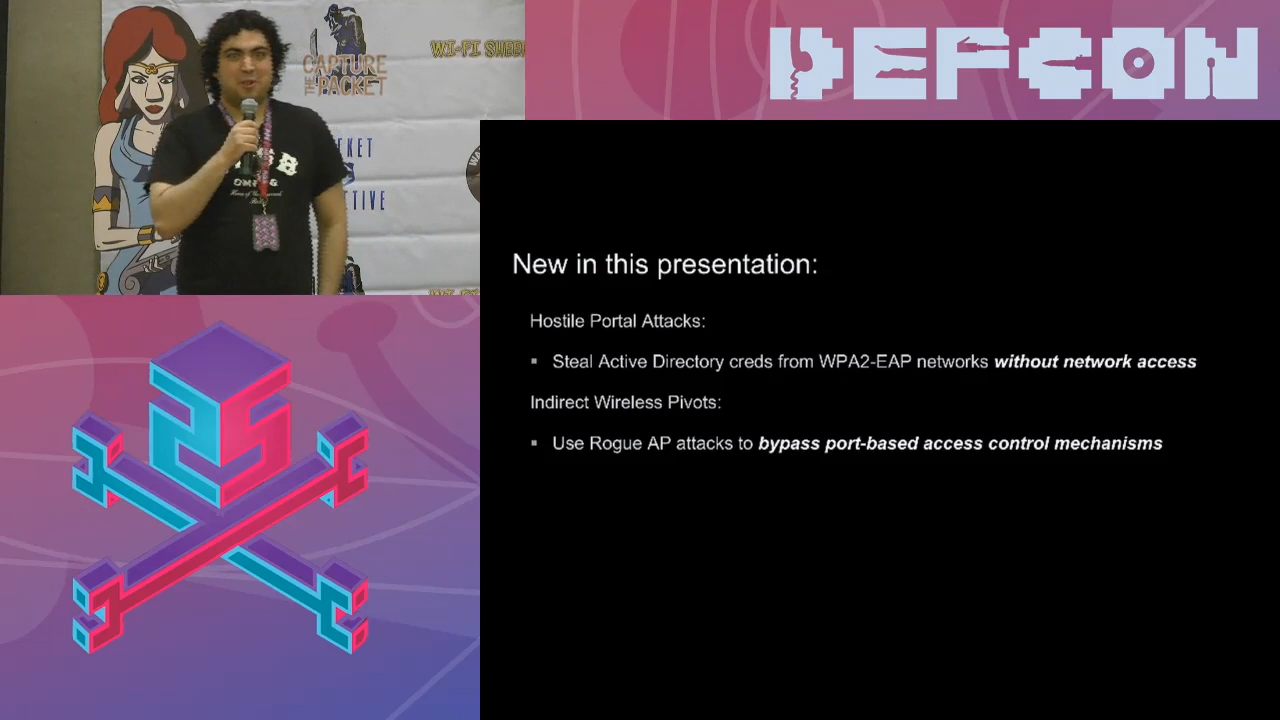 WI-FI
CAPTURE
THE PACKET
DEFCON
New in this presentation:
Hostile Portal Attacks:
▪ Steal Active Directory creds from WPA2-EAP networks without network access
Indirect Wireless Pivots:
▪ Use Rogue AP attacks to bypass port-based access control mechanisms